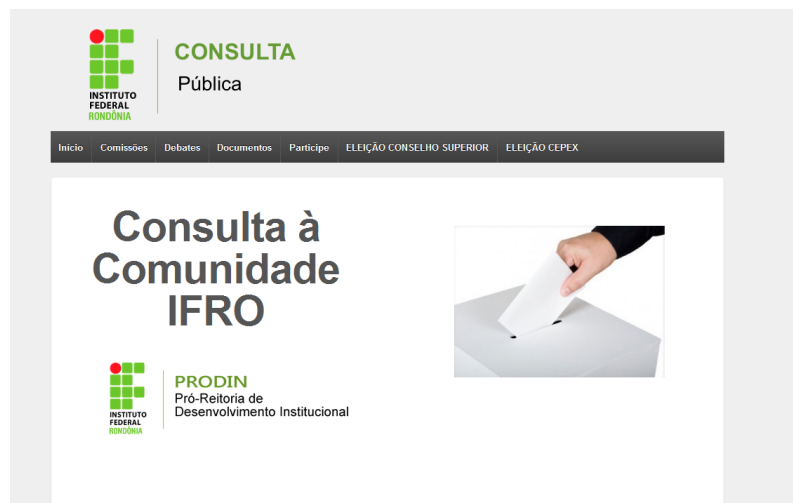 INSTITUTO
FEDERAL
RONDÔNIA
CONSULTA
Pública
Início Comissões Debates Documentos Participe ELEIÇÃO CONSELHO SUPERIOR ELEIÇÃO CEPEX
Consulta à
Comunidade
IFRO
INSTITUTO
FEDERAL
RONDÔNIA
PRODIN
Pró-Reitoria de
Desenvolvimento Institucional